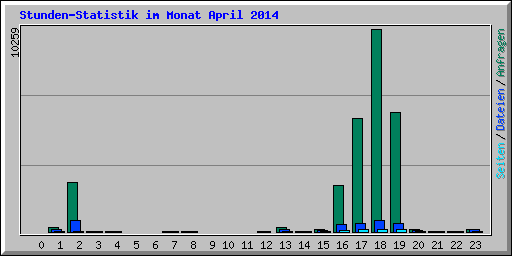 Stunden-Statistik im Monat April 2014
10259
Seiten / Dateien / Anfragen
0 1 2 3 4 5 6 7 8 9 10 11 12 13 14 15 16 17 18 19 20 21 22 23